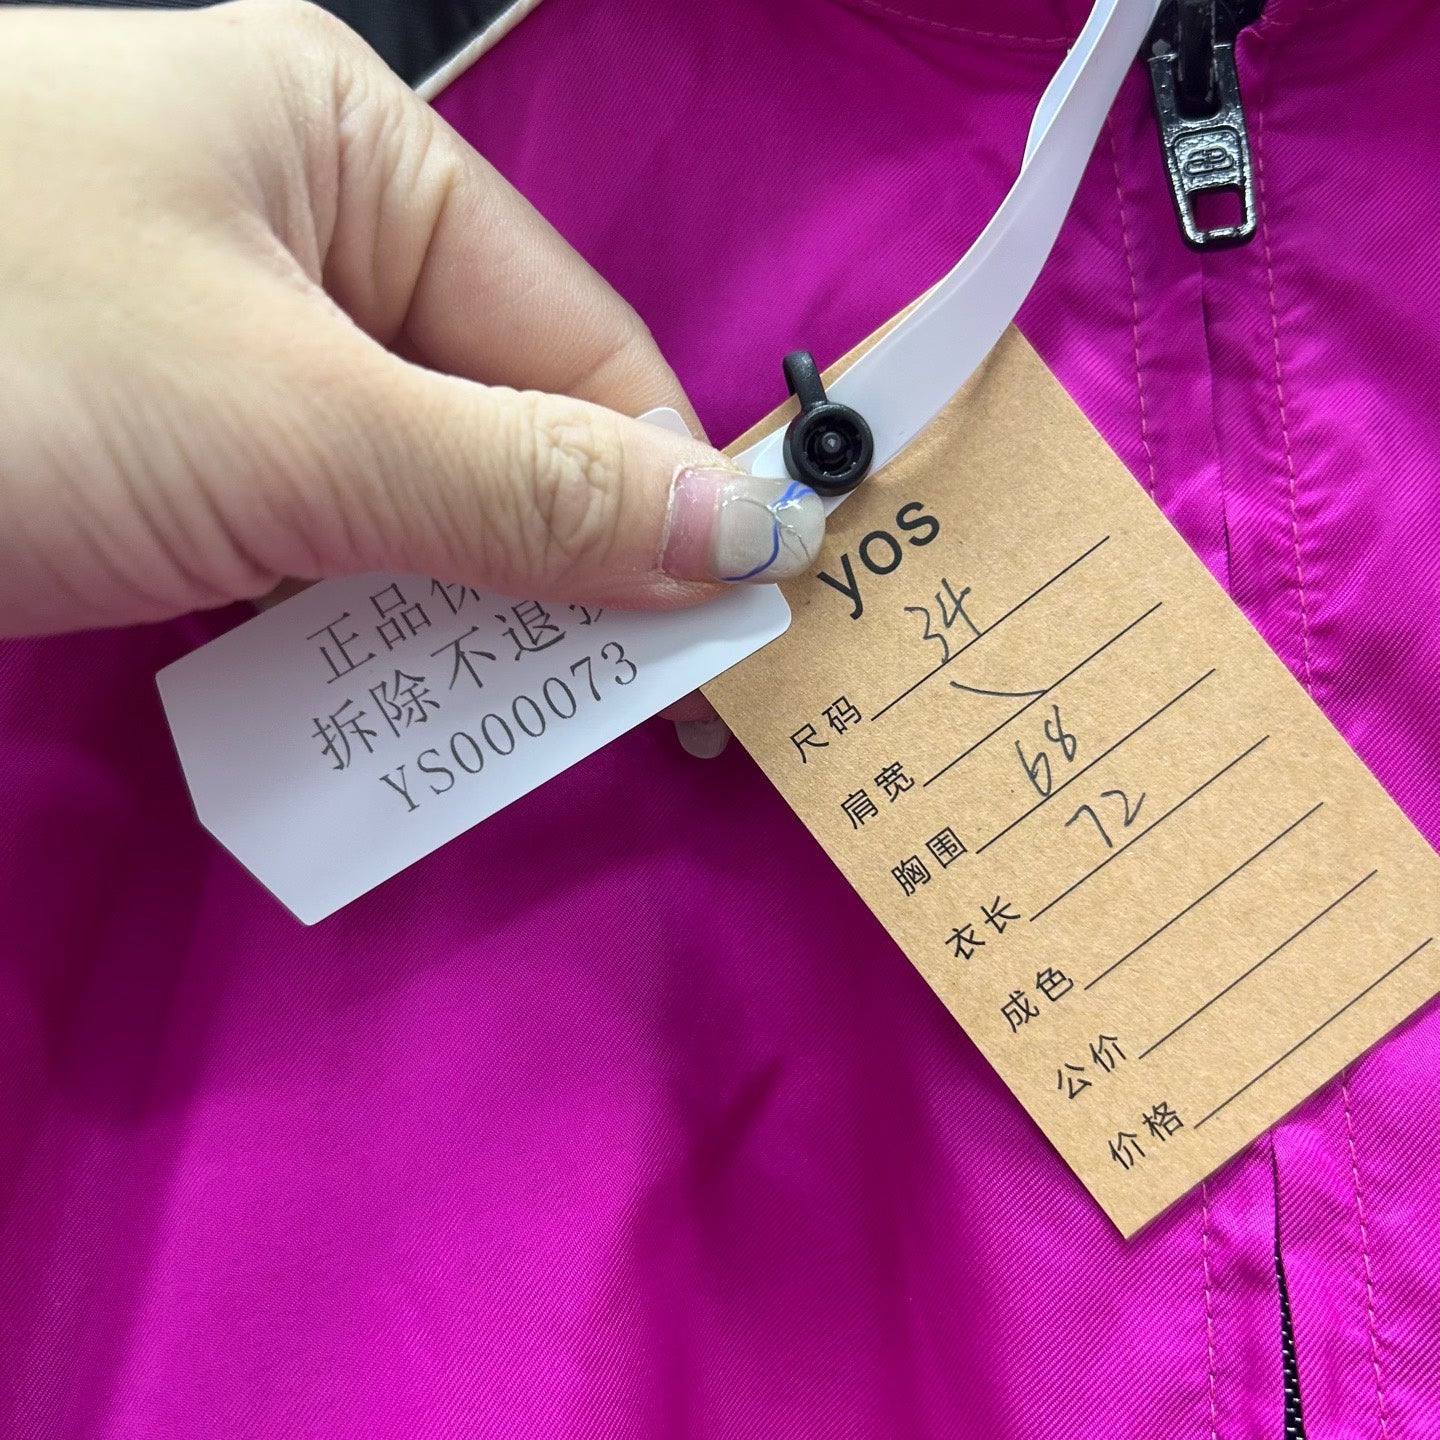 正品保
拆除不退
YS000073
yos
尺码 34
肩宽
胸围 68
衣长 72
成色
公价
价格